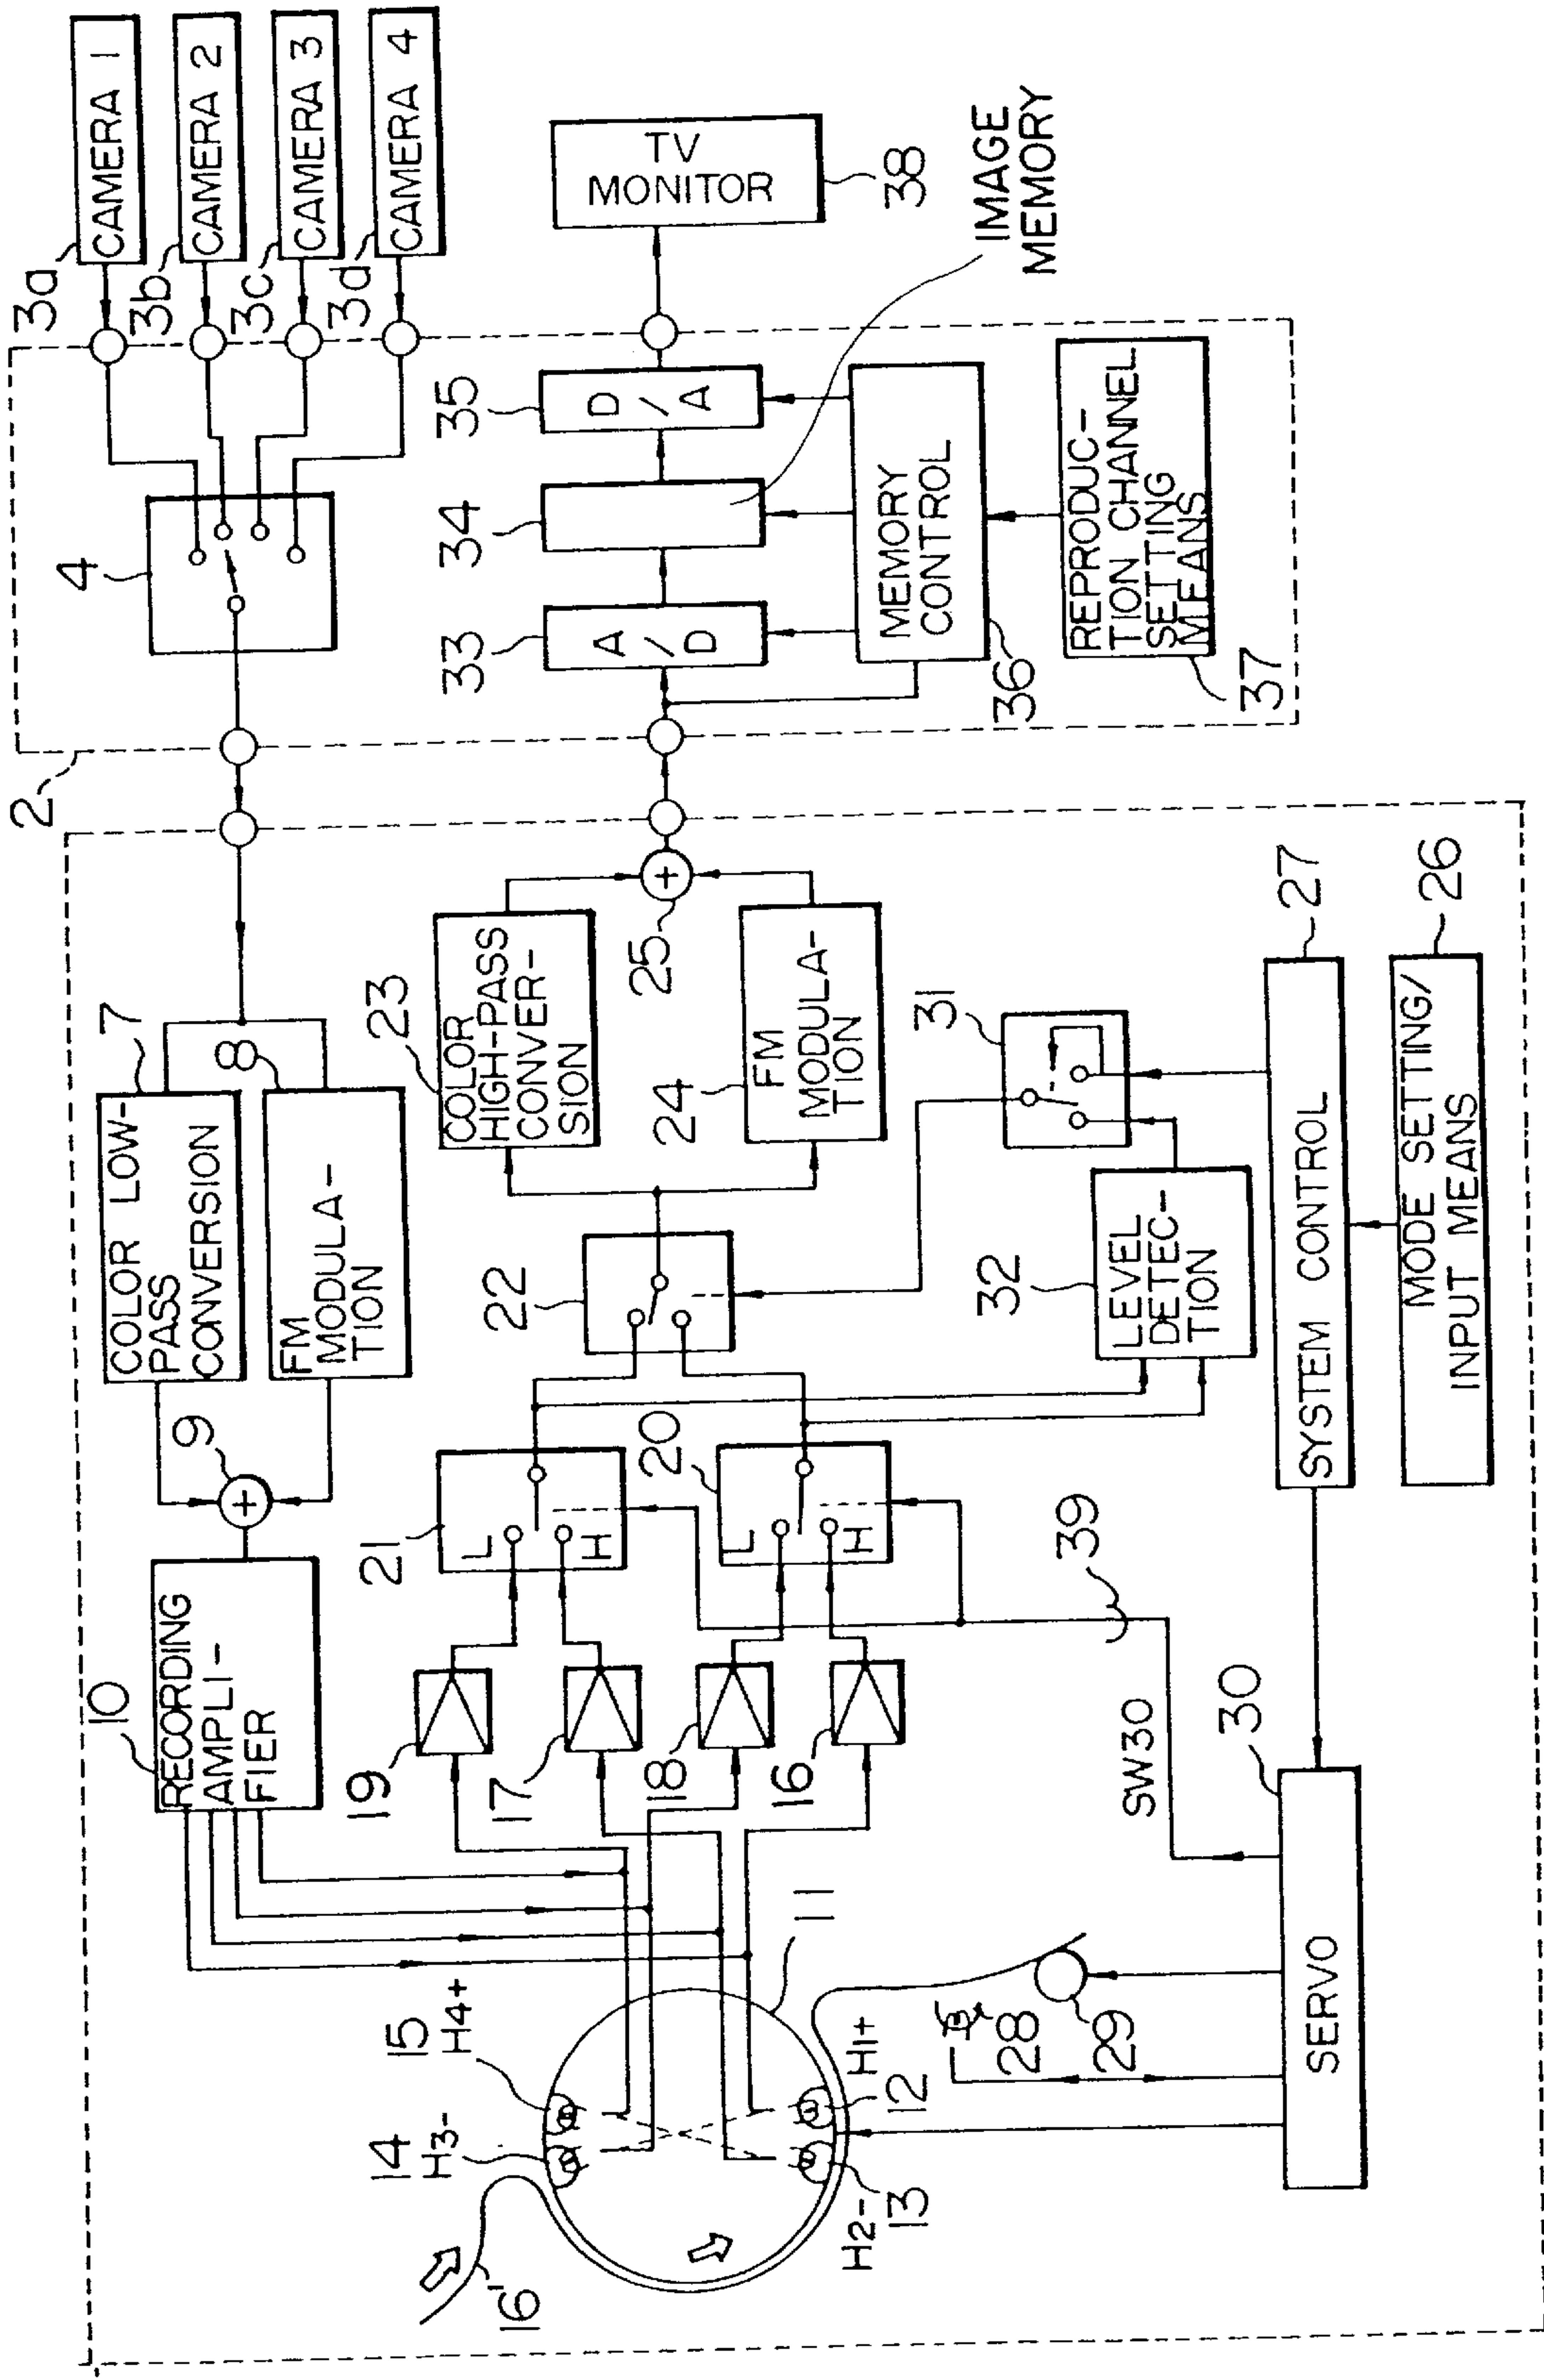 3a
CAMERA 1
3b
CAMERA 2
3c
CAMERA 3
3d
CAMERA 4
4
2
TV
MONITOR
38
IMAGE
MEMORY
33
A
/
D
34
35
D
/
A
MEMORY
CONTROL
36
REPRODUC-
TION CHANNEL
SETTING
MEANS
37
7
COLOR LOW-
PASS
CONVERSION
8
FM
MODULA-
TION
9
+
10
RECORDING
AMPLI-
FIER
23
COLOR
HIGH-PASS
CONVER-
SION
24
FM
MODULA-
TION
25
+
22
31
32
LEVEL
DETEC-
TION
21
L
H
20
L
H
19
17
18
16
39
SW30
11
15
H4+
14
H3-
H1+
12
H2-
13
16'
28
29
30
SERVO
27
SYSTEM CONTROL
26
MODE SETTING/
INPUT MEANS